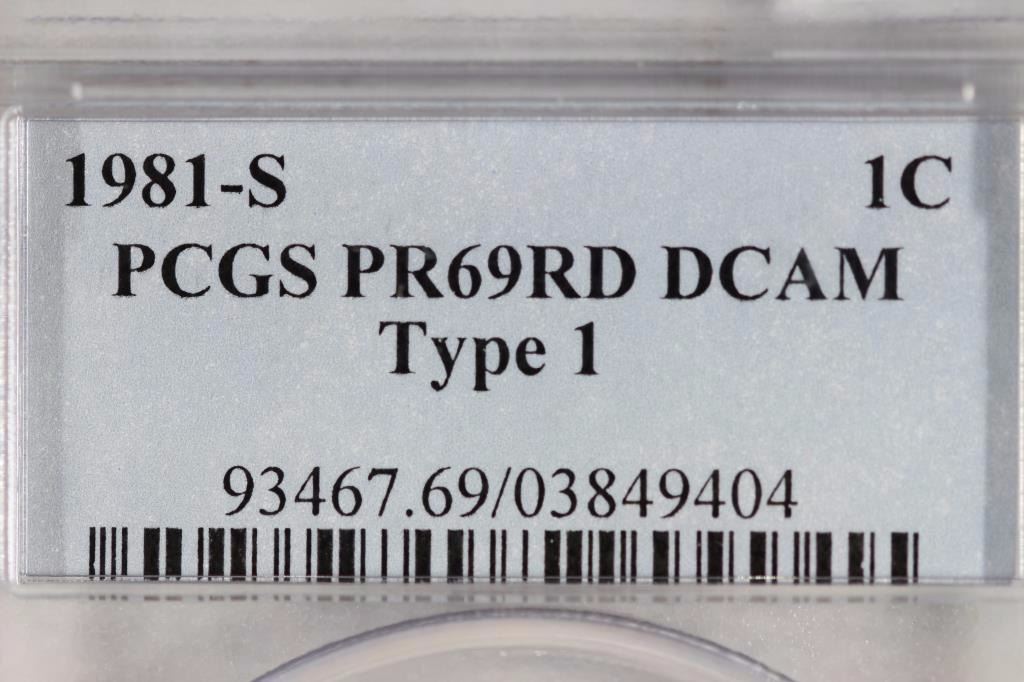 1981-S 1C
PCGS PR69RD DCAM
Type 1
93467.69/03849404